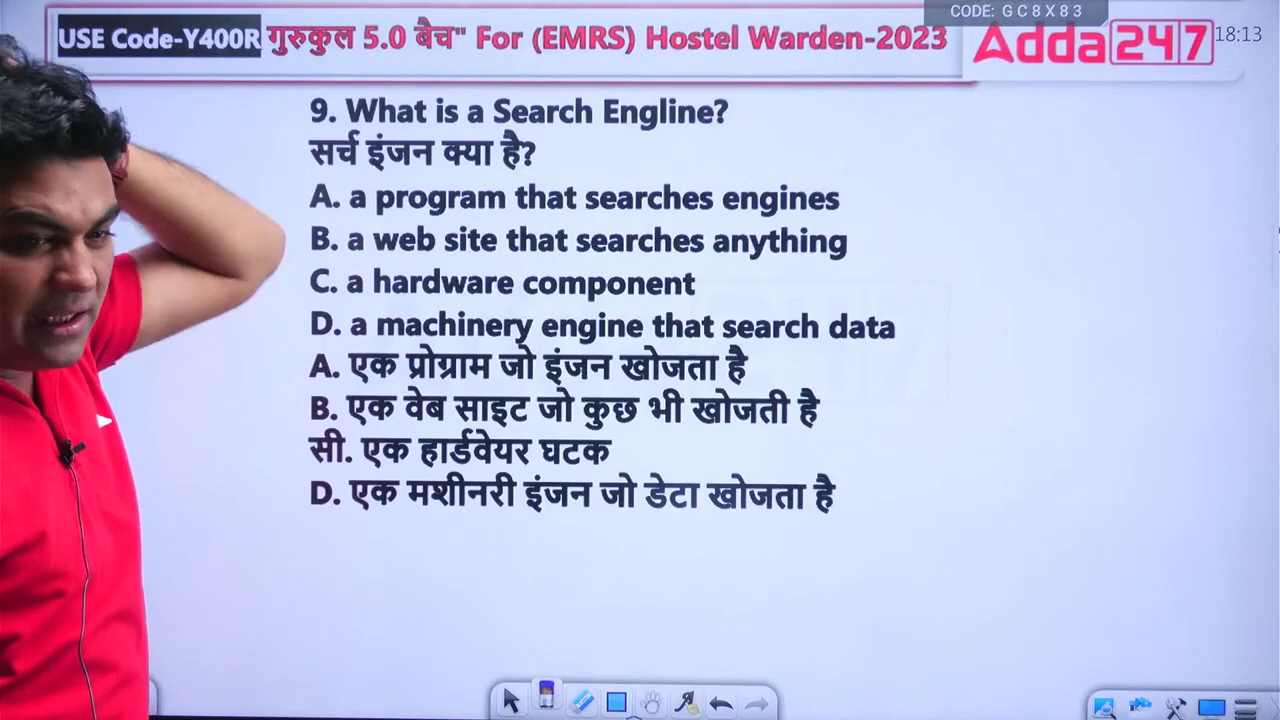 CODE: G C 8 X 8 3
USE Code-Y400R गुरुकुल 5.0 बैच" For (EMRS) Hostel Warden-2023
Adda247
18:13
9. What is a Search Engline?
सर्च इंजन क्या है?
A. a program that searches engines
B. a web site that searches anything
C. a hardware component
D. a machinery engine that search data
A. एक प्रोग्राम जो इंजन खोजता है
B. एक वेब साइट जो कुछ भी खोजती है
सी. एक हार्डवेयर घटक
D. एक मशीनरी इंजन जो डेटा खोजता है